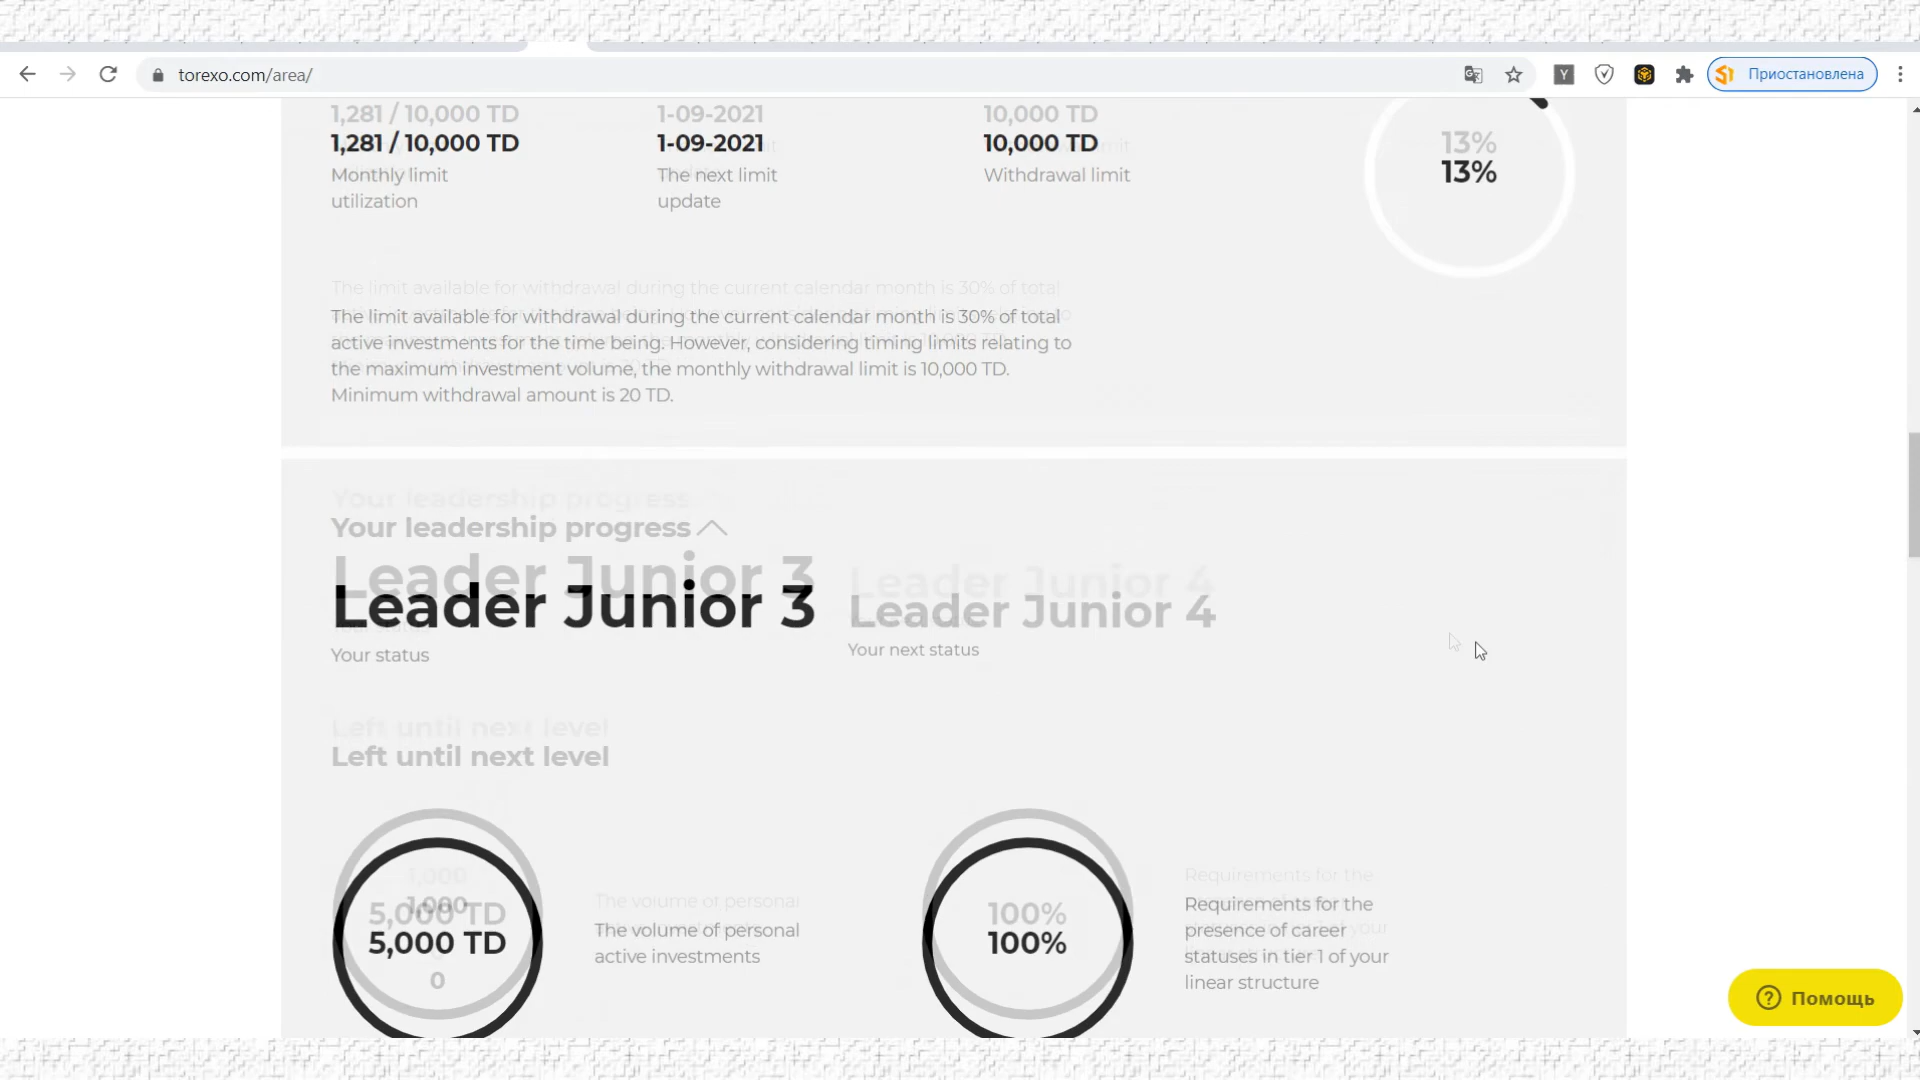 torexo.com/area/
Приостановлена
1,281 / 10,000 TD
1-09-2021
10,000 TD
13%
Monthly limit
utilization
The next limit
update
Withdrawal limit
The limit available for withdrawal during the current calendar month is 30% of total
active investments for the time being. However, considering timing limits relating to
the maximum investment volume, the monthly withdrawal limit is 10,000 TD.
Minimum withdrawal amount is 20 TD.
Your leadership progress
Leader Junior 3
Leader Junior 4
Your status
Your next status
Left until next level
1,000
5,000 TD
0
The volume of personal
active investments
100%
Requirements for the
presence of career
statuses in tier 1 of your
linear structure
Помощь